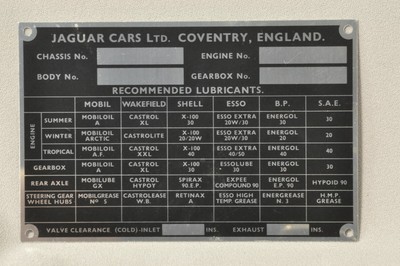 JAGUAR CARS LTD. COVENTRY, ENGLAND.
CHASSIS No. ENGINE No.
BODY No. GEARBOX No.
RECOMMENDED LUBRICANTS.
MOBIL WAKEFIELD SHELL ESSO B.P. S.A.E.
ENGINE
SUMMER MOBILOIL A CASTROL XL X-100 30 ESSO EXTRA 20W/30 ENERGOL 30 30
WINTER MOBILOIL ARCTIC CASTROLITE X-100 20/20W ESSO EXTRA 20W/30 ENERGOL 20 20
TROPICAL MOBILOIL A.F. CASTROL XXL X-100 40 ESSO EXTRA 40/50 ENERGOL 40 40
GEARBOX MOBILOIL A CASTROL XL X-100 30 ESSOLUBE 30 ENERGOL 30 30
REAR AXLE MOBILUBE GX CASTROL HYPOY SPIRAX 90.E.P. EXPEE COMPOUND 90 ENERGOL E.P. 90 HYPOID 90
STEERING GEAR WHEEL HUBS MOBILGREASE No 5 CASTROLEASE W.B. RETINAX A ESSO HIGH TEMP. GREASE ENERGREASE N. 3 H.M.P. GREASE
VALVE CLEARANCE (COLD)-INLET INS. EXHAUST INS.